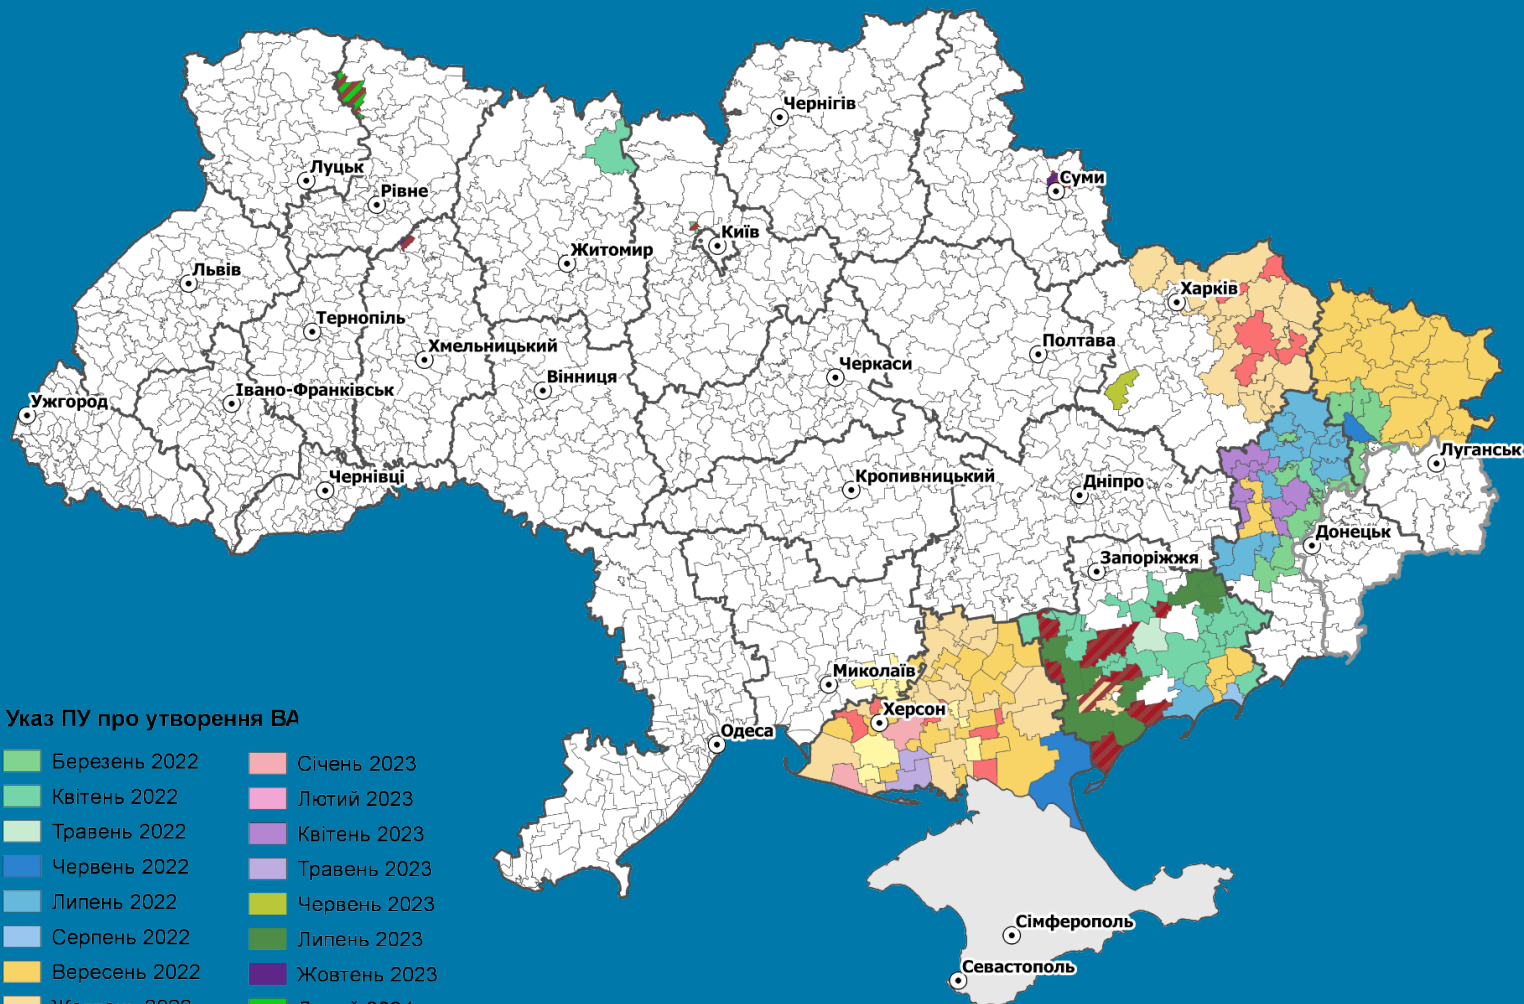 Чернігів
Луцьк
Суми
Рівне
Київ
Житомир
Львів
Харків
Тернопіль
Полтава
Хмельницький
Черкаси
Вінниця
Івано-Франківськ
Ужгород
Луганськ
Чернівці
Кропивницький
Дніпро
Донецьк
Запоріжжя
Миколаїв
Херсон
Одеса
Сімферополь
Севастополь
Указ ПУ про утворення ВА
Березень 2022
Квітень 2022
Травень 2022
Червень 2022
Липень 2022
Серпень 2022
Вересень 2022
Січень 2023
Лютий 2023
Квітень 2023
Травень 2023
Червень 2023
Липень 2023
Жовтень 2023